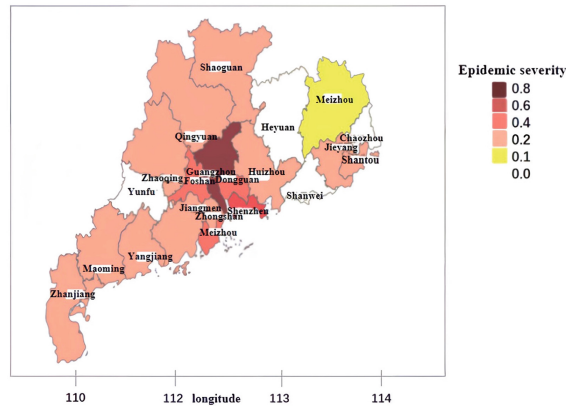 Epidemic severity
0.8
0.6
0.4
0.2
0.1
0.0
Shaoguan
Meizhou
Heyuan
Chaozhou
Qingyuan
Jieyang
Shantou
Guangzhou
Huizhou
Zhaoqing
Foshan
Dongguan
Yunfu
Shanwei
Jiangmen
Shenzhen
Zhongshan
Meizhou
Yangjiang
Maoming
Zhanjiang
110 112 longitude 113 114